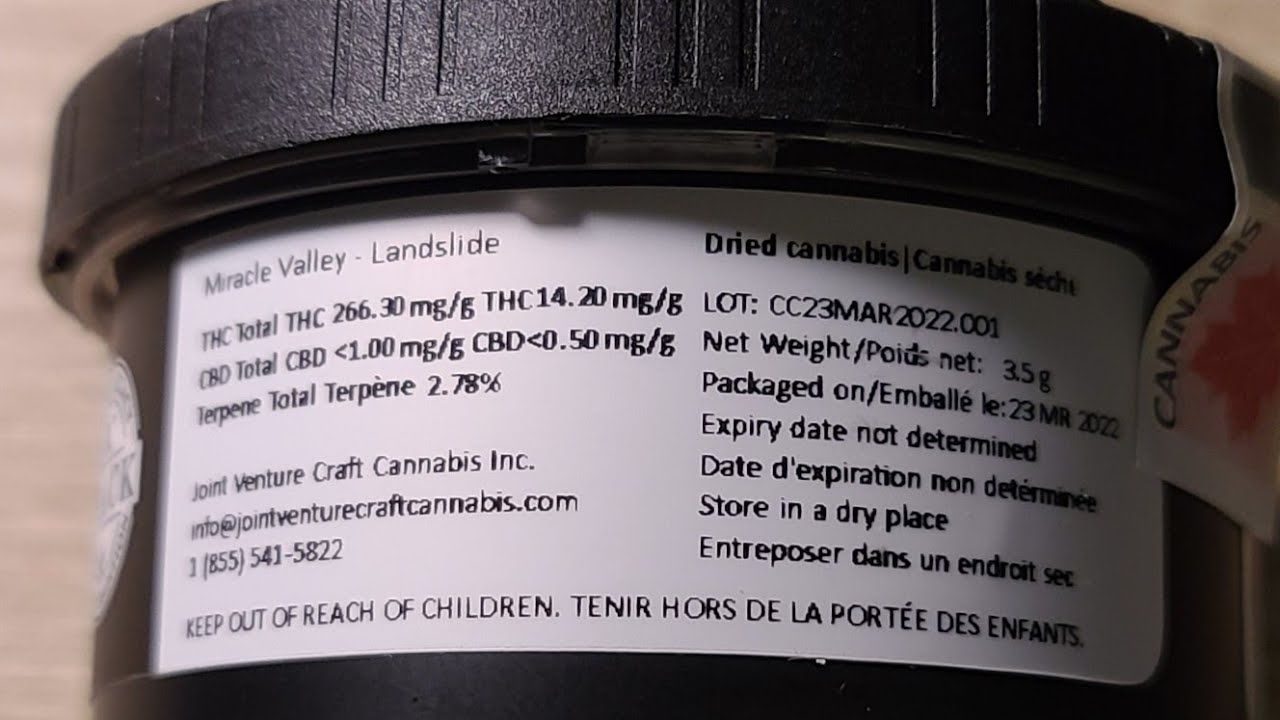 Miracle Valley - Landslide
THC Total THC 266.30 mg/g THC 14.20 mg/g
CBD Total CBD <1.00 mg/g CBD<0.50 mg/g
Terpene Total Terpène 2.78%
Joint Venture Craft Cannabis Inc.
info@jointventurecraftcannabis.com
1 (855) 541-5822
Dried cannabis|Cannabis séché
LOT: CC23MAR2022.001
Net Weight/Poids net: 3.5 g
Packaged on/Emballé le:23 MR 2022
Expiry date not determined
Date d'expiration non detérminée
Store in a dry place
Entreposer dans un endroit sec
KEEP OUT OF REACH OF CHILDREN. TENIR HORS DE LA PORTÉE DES ENFANTS.
CANNABIS